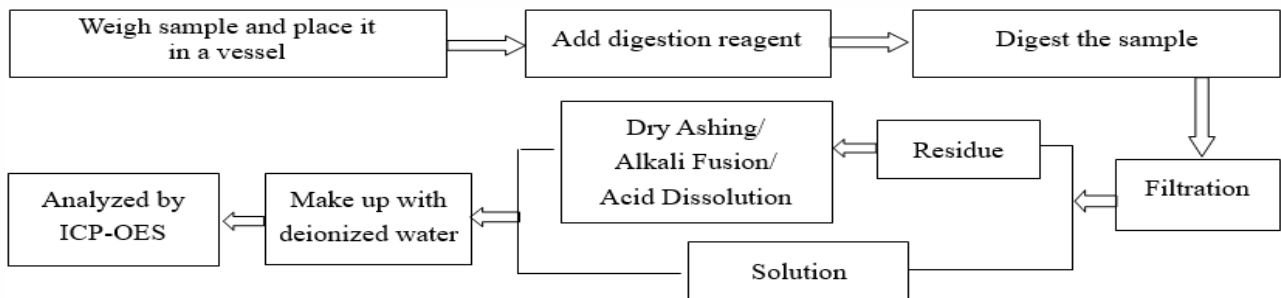 Weigh sample and place it
in a vessel
Add digestion reagent
Digest the sample
Filtration
Residue
Dry Ashing/
Alkali Fusion/
Acid Dissolution
Solution
Make up with
deionized water
Analyzed by
ICP-OES